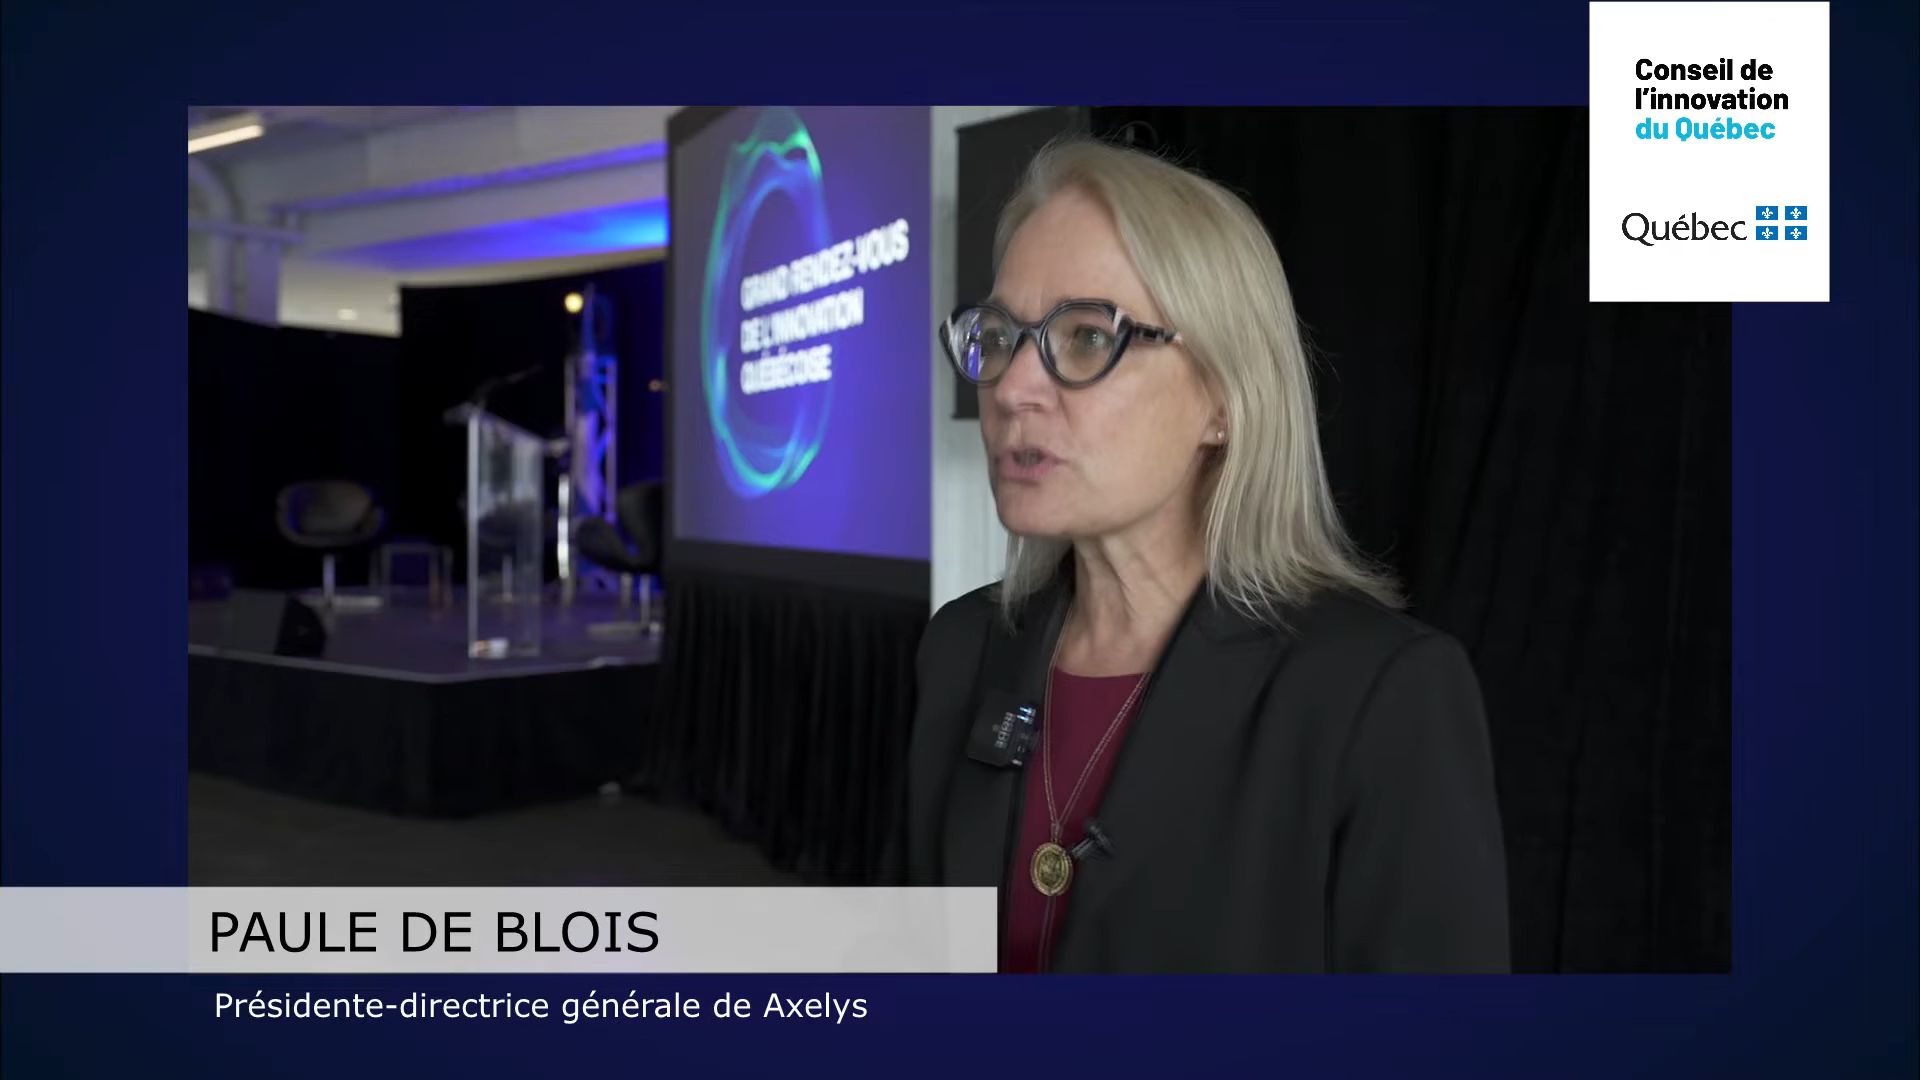 Conseil de
l'innovation
du Québec
Québec
GRAND RENDEZ-VOUS
DE L'INNOVATION
QUÉBÉCOISE
PAULE DE BLOIS
Présidente-directrice générale de Axelys